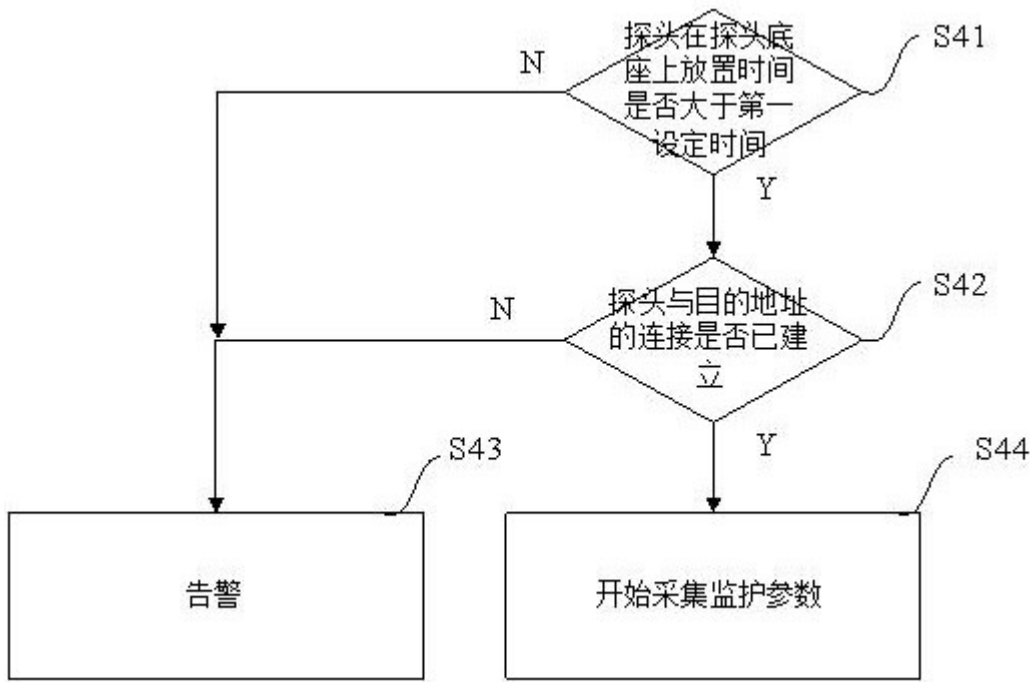 探头在探头底
座上放置时间
是否大于第一
设定时间
S41
N
Y
探头与目的地址
的连接是否已建
立
S42
N
Y
S43
S44
告警
开始采集监护参数